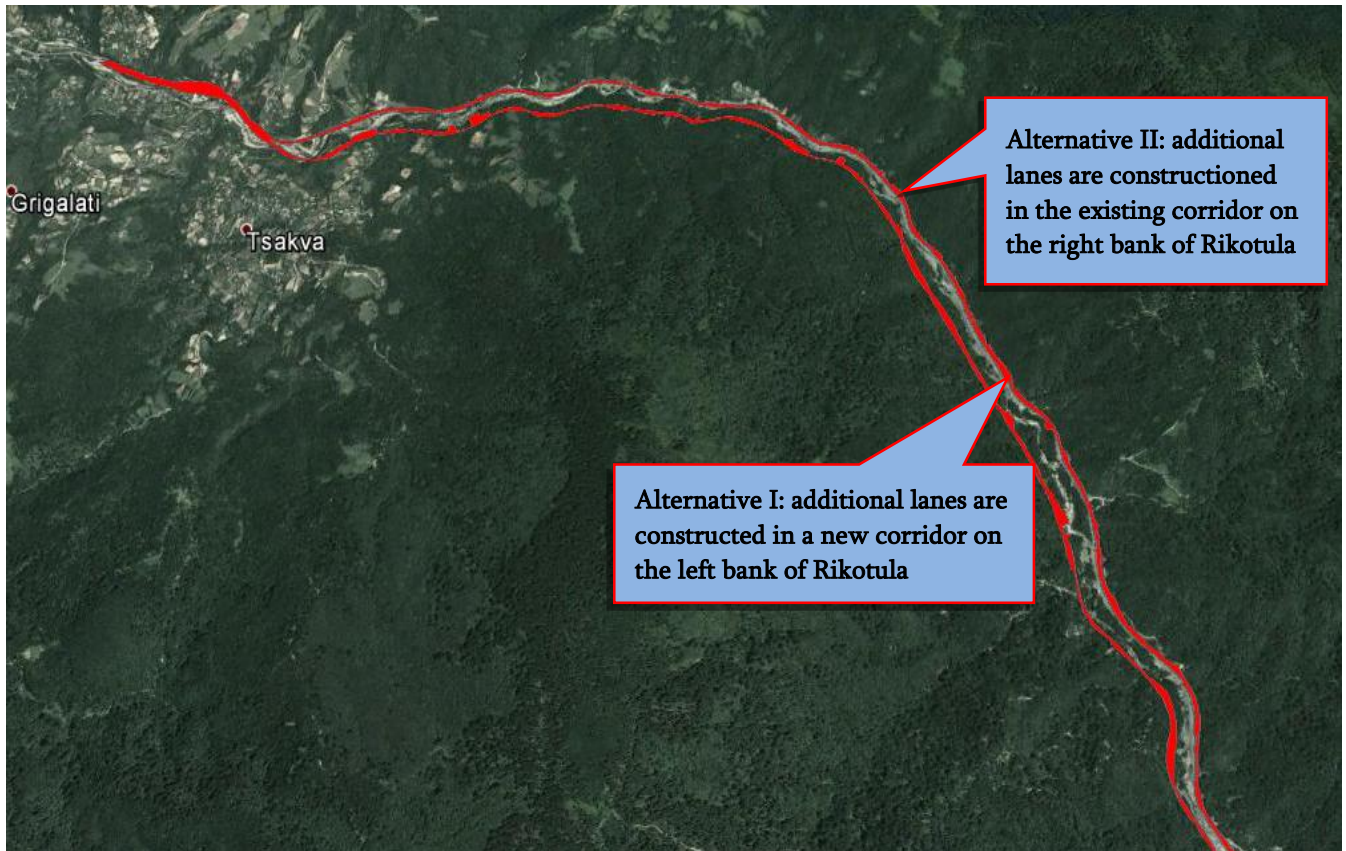 Alternative II: additional
lanes are constructioned
in the existing corridor on
the right bank of Rikotula
Grigalati
Tsakva
Alternative I: additional lanes are
constructed in a new corridor on
the left bank of Rikotula